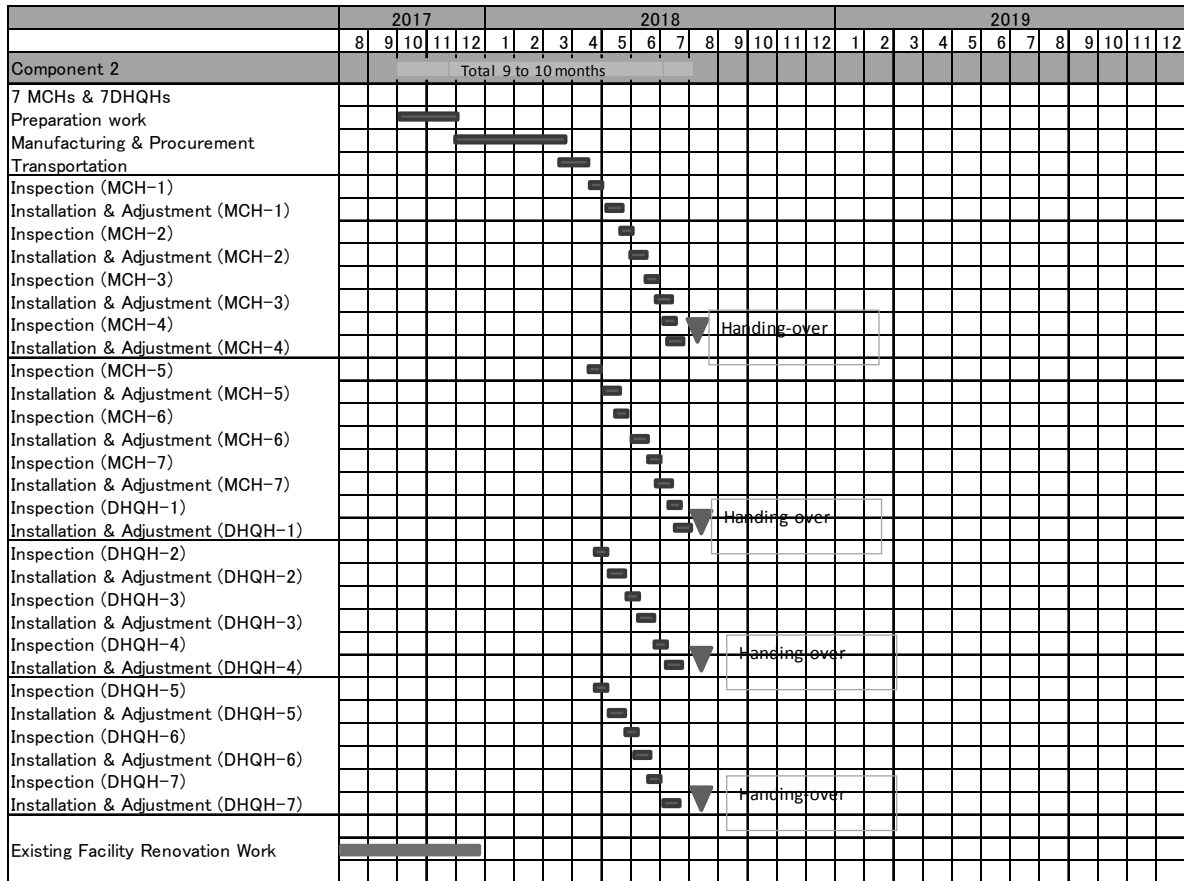 2017 2018 2019
8 9 10 11 12 1 2 3 4 5 6 7 8 9 10 11 12 1 2 3 4 5 6 7 8 9 10 11 12
Component 2 Total 9 to 10 months
7 MCHs & 7DHQHs
Preparation work
Manufacturing & Procurement
Transportation
Inspection (MCH-1)
Installation & Adjustment (MCH-1)
Inspection (MCH-2)
Installation & Adjustment (MCH-2)
Inspection (MCH-3)
Installation & Adjustment (MCH-3)
Inspection (MCH-4) Handing-over
Installation & Adjustment (MCH-4)
Inspection (MCH-5)
Installation & Adjustment (MCH-5)
Inspection (MCH-6)
Installation & Adjustment (MCH-6)
Inspection (MCH-7)
Installation & Adjustment (MCH-7)
Inspection (DHQH-1) Handing-over
Installation & Adjustment (DHQH-1)
Inspection (DHQH-2)
Installation & Adjustment (DHQH-2)
Inspection (DHQH-3)
Installation & Adjustment (DHQH-3)
Inspection (DHQH-4) Handing-over
Installation & Adjustment (DHQH-4)
Inspection (DHQH-5)
Installation & Adjustment (DHQH-5)
Inspection (DHQH-6)
Installation & Adjustment (DHQH-6)
Inspection (DHQH-7) Handing-over
Installation & Adjustment (DHQH-7)
Existing Facility Renovation Work